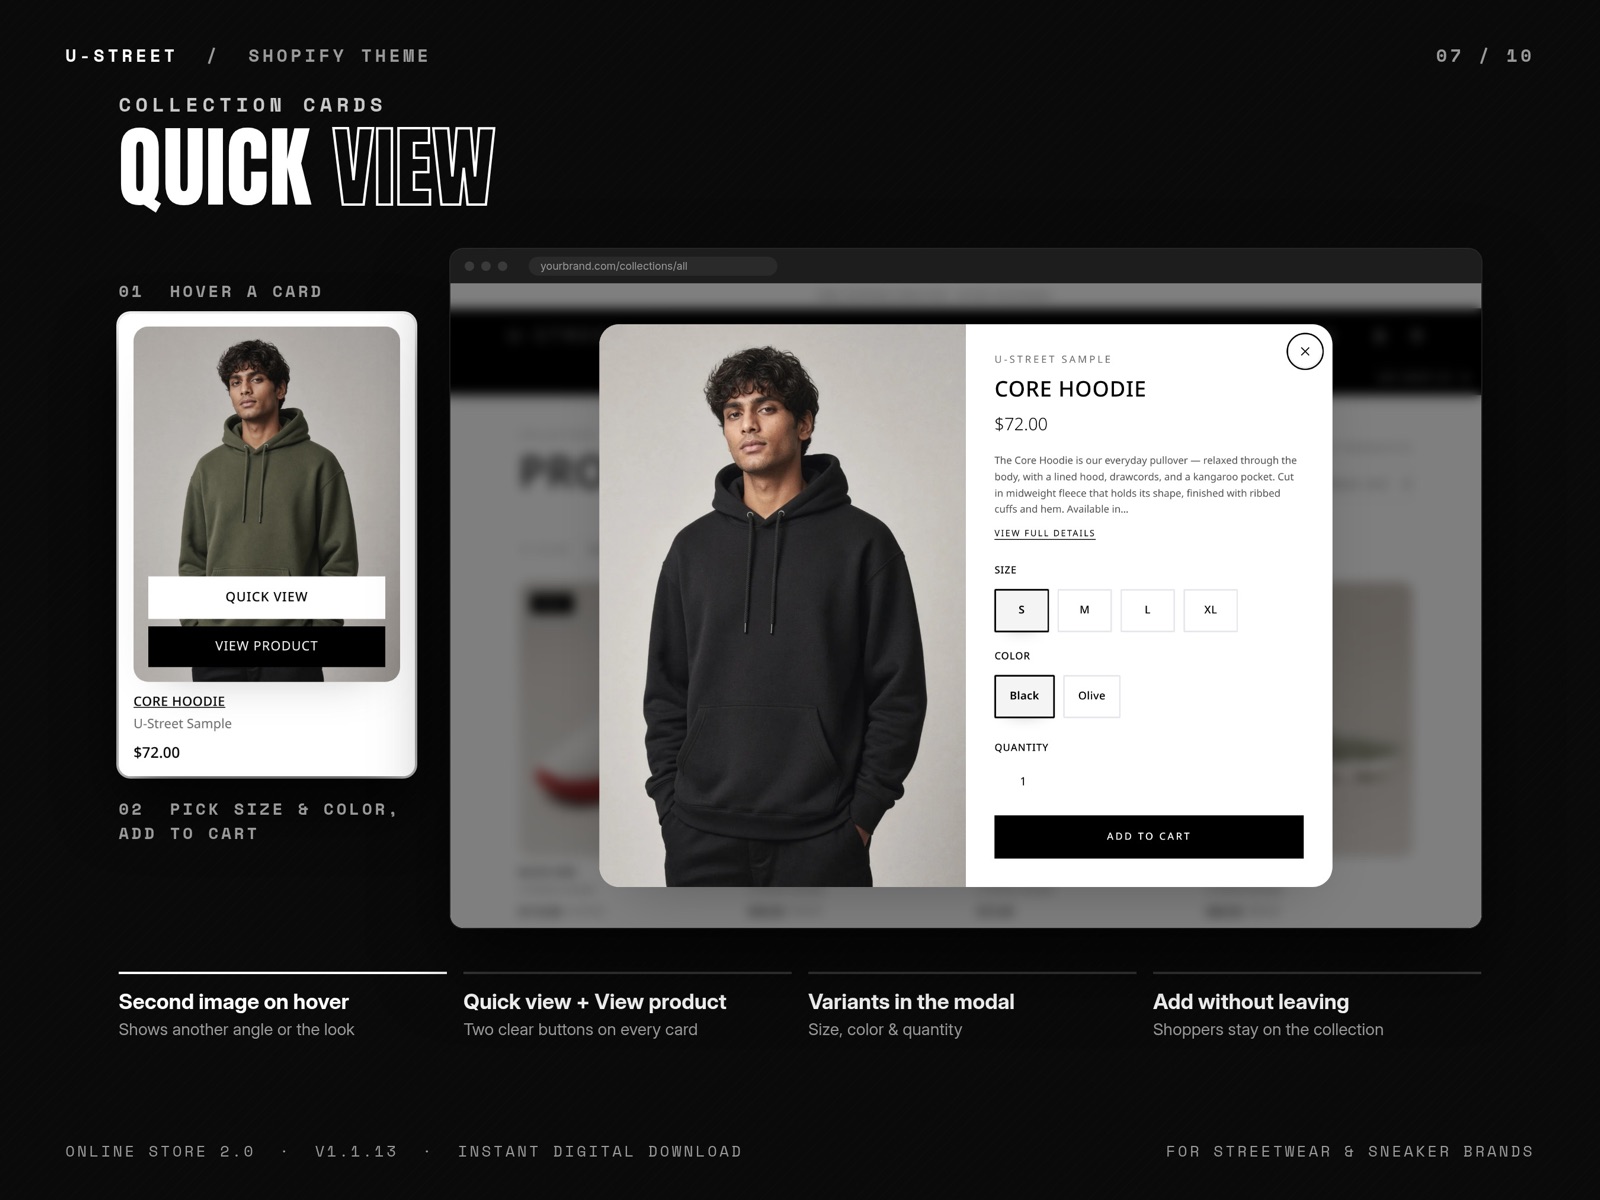 U-STREET / SHOPIFY THEME
07 / 10
COLLECTION CARDS
QUICK VIEW
01 HOVER A CARD
QUICK VIEW
VIEW PRODUCT
CORE HOODIE
U-Street Sample
$72.00
02 PICK SIZE & COLOR,
ADD TO CART
yourbrand.com/collections/all
PRO
U-STREET SAMPLE
CORE HOODIE
$72.00
The Core Hoodie is our everyday pullover — relaxed through the
body, with a lined hood, drawcords, and a kangaroo pocket. Cut
in midweight fleece that holds its shape, finished with ribbed
cuffs and hem. Available in...
VIEW FULL DETAILS
SIZE
S M L XL
COLOR
Black Olive
QUANTITY
1
ADD TO CART
Second image on hover
Shows another angle or the look
Quick view + View product
Two clear buttons on every card
Variants in the modal
Size, color & quantity
Add without leaving
Shoppers stay on the collection
ONLINE STORE 2.0 · V1.1.13 · INSTANT DIGITAL DOWNLOAD
FOR STREETWEAR & SNEAKER BRANDS